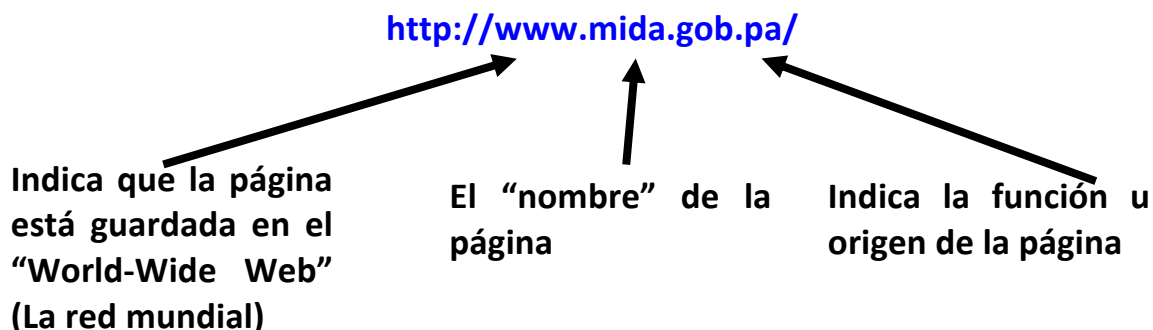 http://www.mida.gob.pa/
Indica que la página
está guardada en el
“World-Wide Web”
(La red mundial)
El “nombre” de la
página
Indica la función u
origen de la página